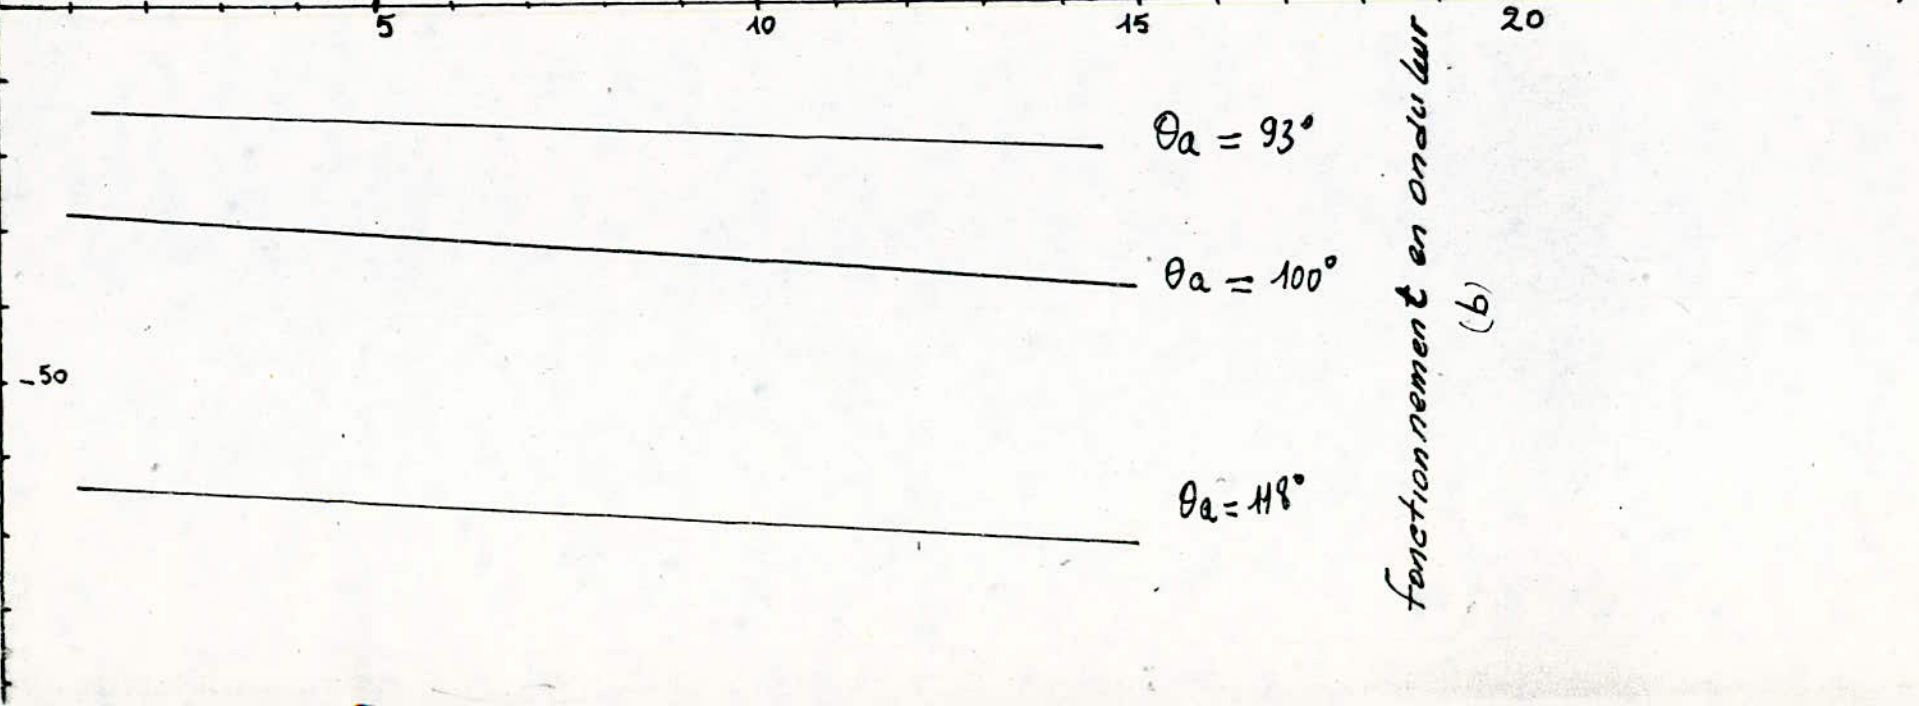 5 10 15 20
θa = 93°
θa = 100°
-50
θa = 118°
fonctionnement en onduleur
(b)